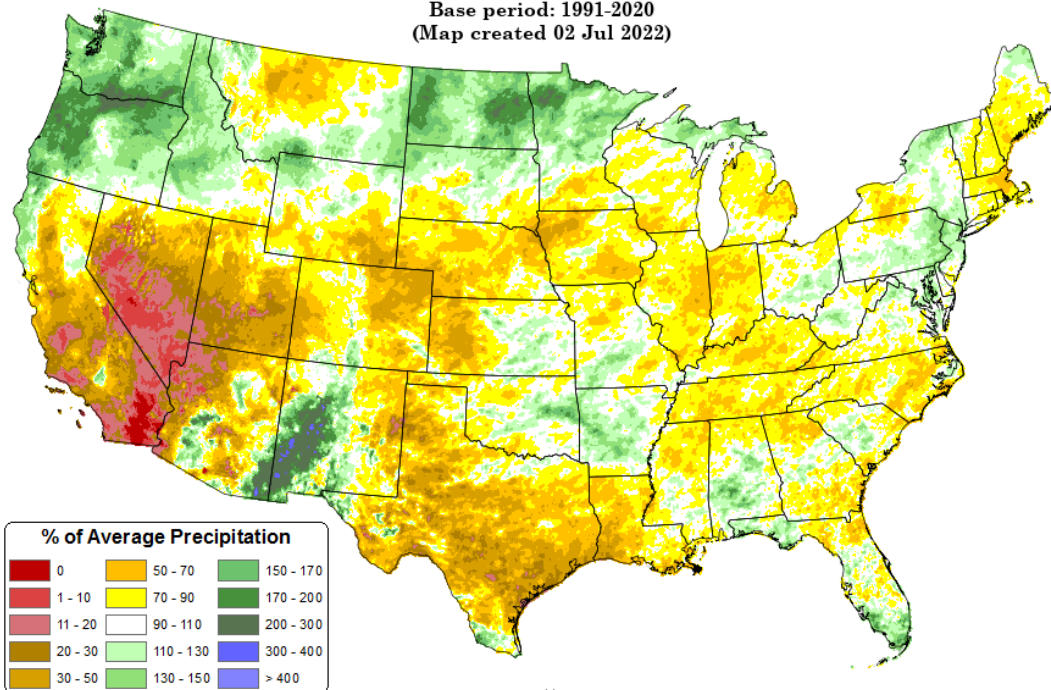 Base period: 1991-2020
(Map created 02 Jul 2022)
% of Average Precipitation
0
50 - 70
150 - 170
1 - 10
70 - 90
170 - 200
11 - 20
90 - 110
200 - 300
20 - 30
110 - 130
300 - 400
30 - 50
130 - 150
> 400